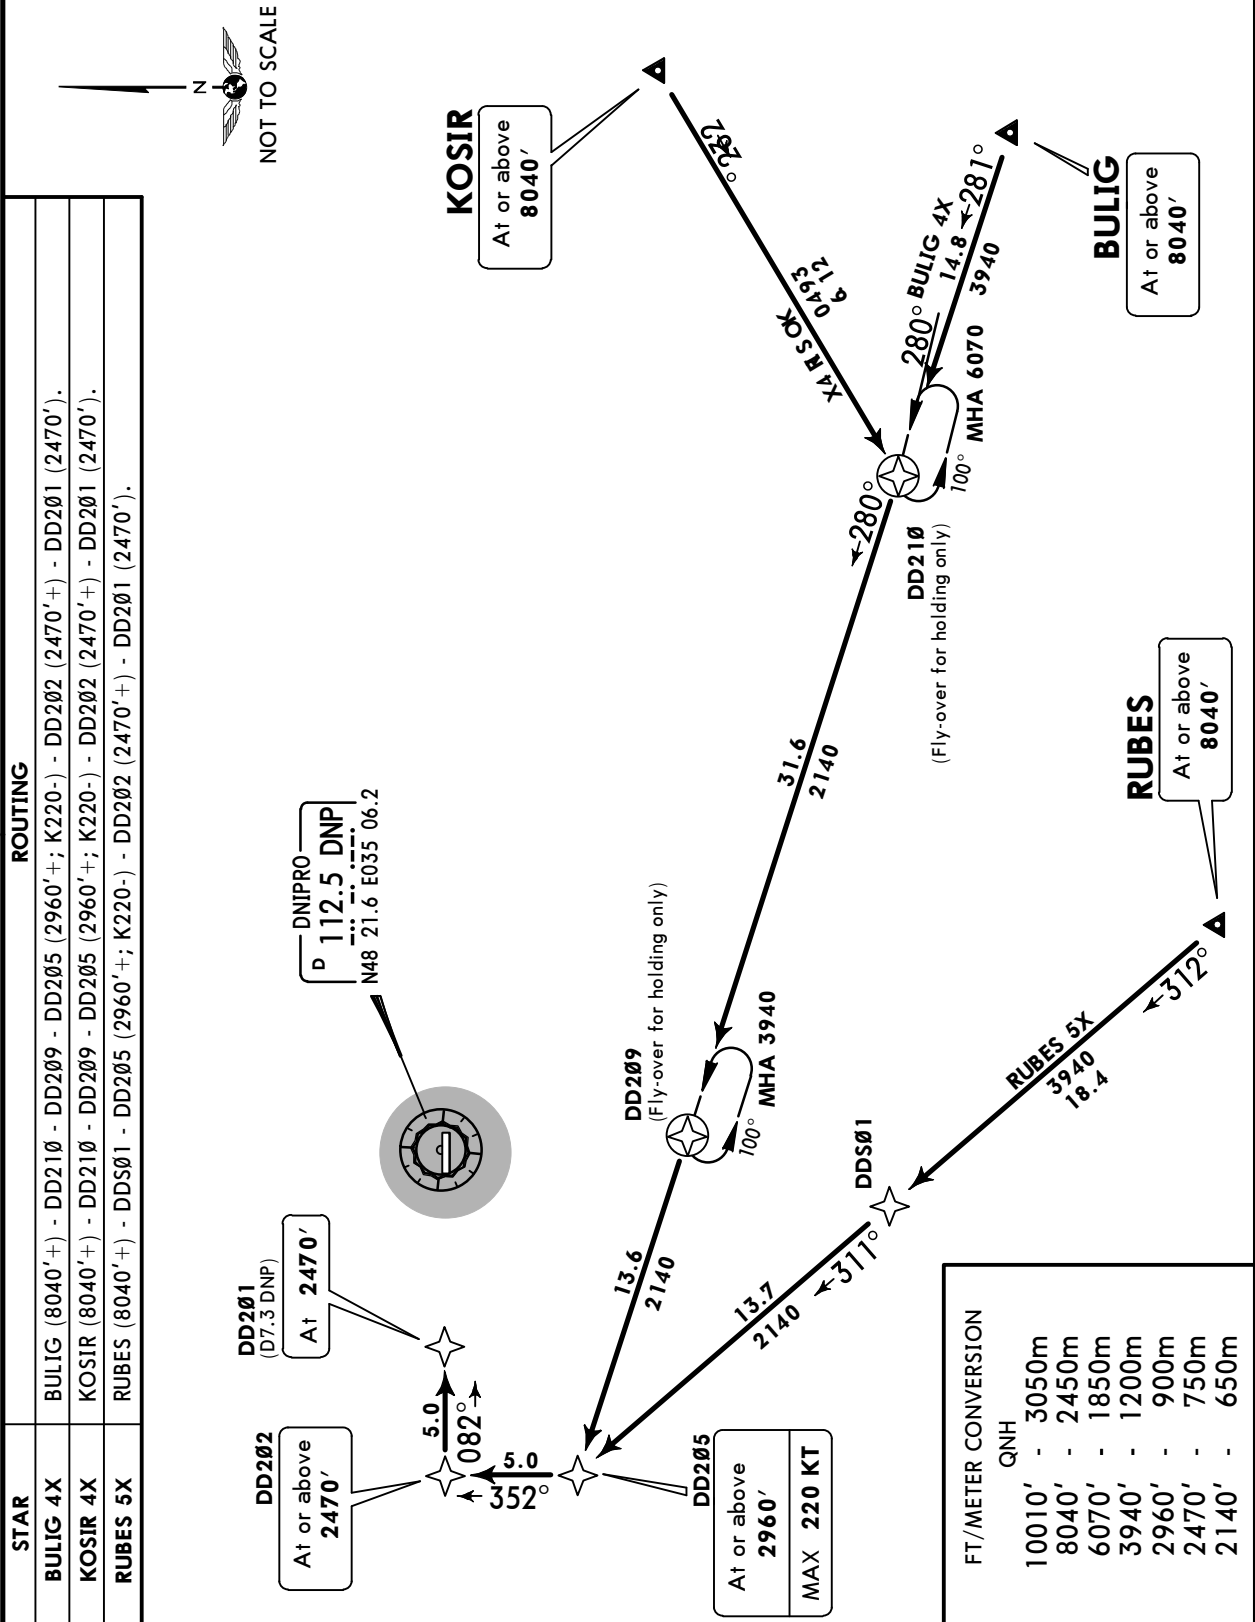 STAR
ROUTING
BULIG 4X
BULIG (8040'+) - DD21Ø - DD2Ø9 - DD2Ø5 (2960'+; K220-) - DD2Ø2 (2470'+) - DD2Ø1 (2470').
KOSIR 4X
KOSIR (8040'+) - DD21Ø - DD2Ø9 - DD2Ø5 (2960'+; K220-) - DD2Ø2 (2470'+) - DD2Ø1 (2470').
RUBES 5X
RUBES (8040'+) - DDSØ1 - DD2Ø5 (2960'+; K220-) - DD2Ø2 (2470'+) - DD2Ø1 (2470').
N
NOT TO SCALE
DNIPRO
D
112.5 DNP
N48 21.6 E035 06.2
DD2Ø1
(D7.3 DNP)
At 2470'
DD2Ø2
At or above
2470'
5.0
082°
5.0
352°
DD2Ø5
At or above
2960'
MAX 220 KT
13.6
2140
DD2Ø9
(Fly-over for holding only)
100°
MHA 3940
31.6
2140
280°
DD21Ø
(Fly-over for holding only)
100°
MHA 6070
280°
KOSIR
At or above
8040'
BULIG 4X
14.8
281°
3940
BULIG
At or above
8040'
13.7
2140
311°
DDSØ1
RUBES 5X
3940
18.4
312°
RUBES
At or above
8040'
FT/METER CONVERSION
QNH
10010' - 3050m
8040' - 2450m
6070' - 1850m
3940' - 1200m
2960' - 900m
2470' - 750m
2140' - 650m